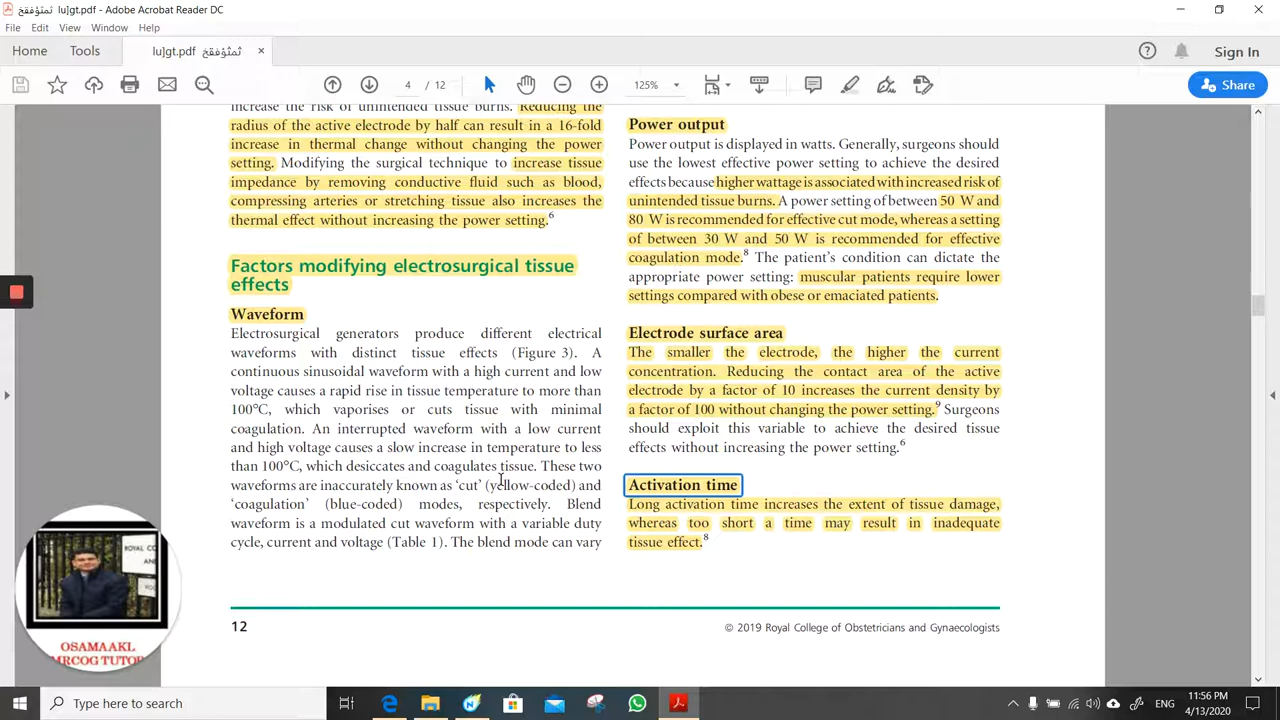 lu]gt.pdf ثمثؤفقخ - Adobe Acrobat Reader DC
File Edit View Window Help
Home Tools lu]gt.pdf ثمثؤفقخ × Sign In
4 / 12 125% Share
increase the risk of unintended tissue burns. Reducing the
radius of the active electrode by half can result in a 16-fold
increase in thermal change without changing the power
setting. Modifying the surgical technique to increase tissue
impedance by removing conductive fluid such as blood,
compressing arteries or stretching tissue also increases the
thermal effect without increasing the power setting.6
Factors modifying electrosurgical tissue
effects
Waveform
Electrosurgical generators produce different electrical
waveforms with distinct tissue effects (Figure 3). A
continuous sinusoidal waveform with a high current and low
voltage causes a rapid rise in tissue temperature to more than
100°C, which vaporises or cuts tissue with minimal
coagulation. An interrupted waveform with a low current
and high voltage causes a slow increase in temperature to less
than 100°C, which desiccates and coagulates tissue. These two
waveforms are inaccurately known as ‘cut’ (yellow-coded) and
‘coagulation’ (blue-coded) modes, respectively. Blend
waveform is a modulated cut waveform with a variable duty
cycle, current and voltage (Table 1). The blend mode can vary
Power output
Power output is displayed in watts. Generally, surgeons should
use the lowest effective power setting to achieve the desired
effects because higher wattage is associated with increased risk of
unintended tissue burns. A power setting of between 50 W and
80 W is recommended for effective cut mode, whereas a setting
of between 30 W and 50 W is recommended for effective
coagulation mode.8 The patient’s condition can dictate the
appropriate power setting: muscular patients require lower
settings compared with obese or emaciated patients.
Electrode surface area
The smaller the electrode, the higher the current
concentration. Reducing the contact area of the active
electrode by a factor of 10 increases the current density by
a factor of 100 without changing the power setting.9 Surgeons
should exploit this variable to achieve the desired tissue
effects without increasing the power setting.6
Activation time
Long activation time increases the extent of tissue damage,
whereas too short a time may result in inadequate
tissue effect.8
12
© 2019 Royal College of Obstetricians and Gynaecologists
ROYAL CO
OSAMA AKL
MRCOG TUTOR
Type here to search
ENG
11:56 PM
4/13/2020